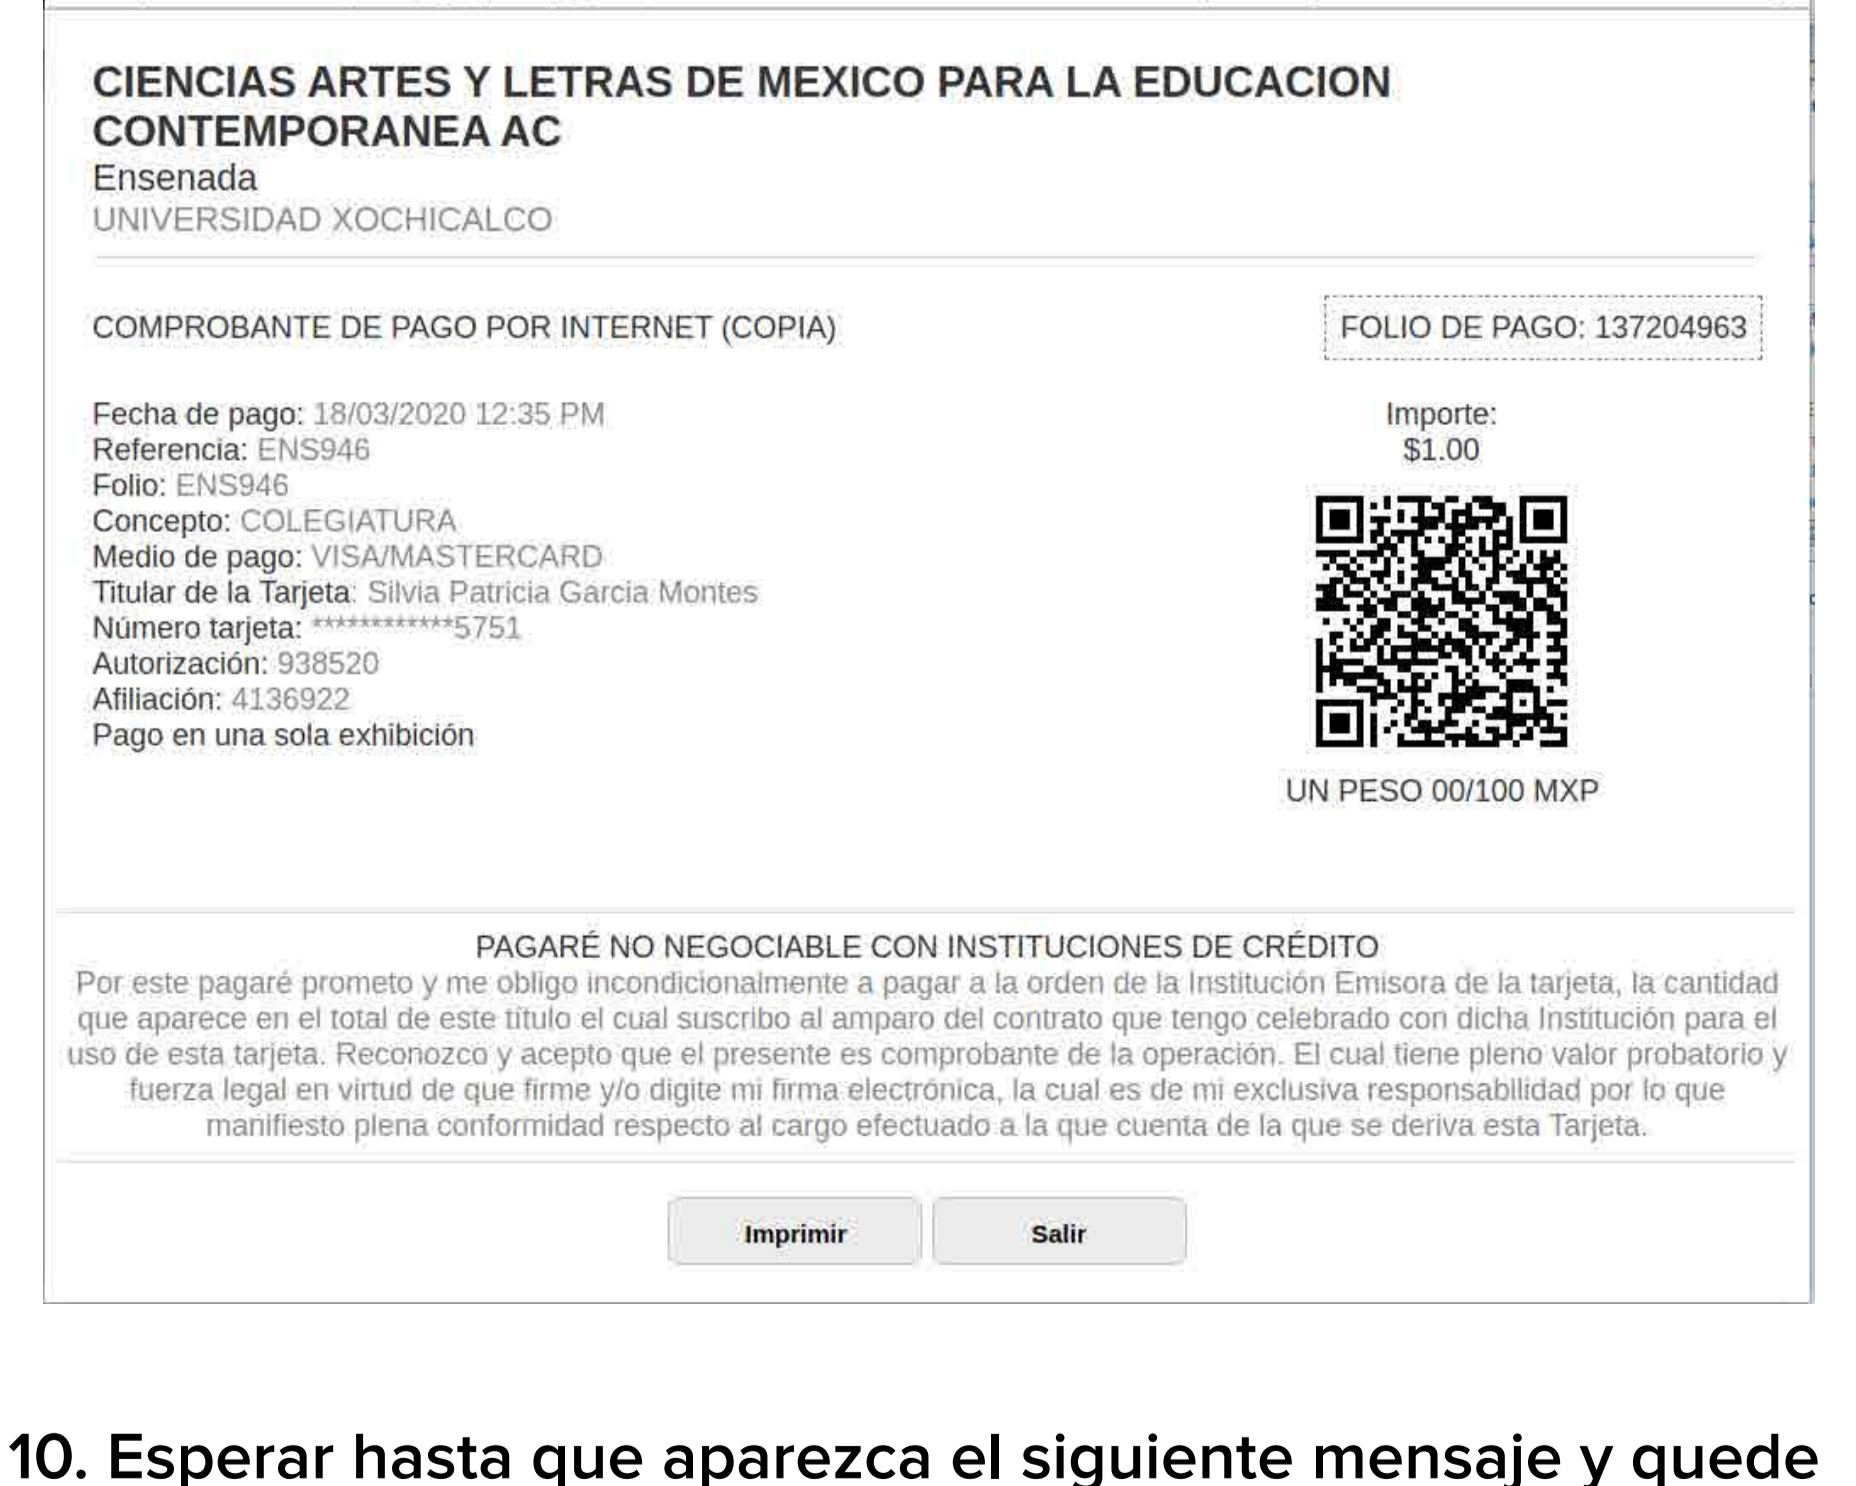 CIENCIAS ARTES Y LETRAS DE MEXICO PARA LA EDUCACION
CONTEMPORANEA AC
Ensenada
UNIVERSIDAD XOCHICALCO
COMPROBANTE DE PAGO POR INTERNET (COPIA)
FOLIO DE PAGO: 137204963
Fecha de pago: 18/03/2020 12:35 PM
Referencia: ENS946
Folio: ENS946
Concepto: COLEGIATURA
Medio de pago: VISA/MASTERCARD
Titular de la Tarjeta: Silvia Patricia Garcia Montes
Número tarjeta: ************5751
Autorización: 938520
Afiliación: 4136922
Pago en una sola exhibición
Importe:
$1.00
UN PESO 00/100 MXP
PAGARÉ NO NEGOCIABLE CON INSTITUCIONES DE CRÉDITO
Por este pagaré prometo y me obligo incondicionalmente a pagar a la orden de la Institución Emisora de la tarjeta, la cantidad
que aparece en el total de este título el cual suscribo al amparo del contrato que tengo celebrado con dicha Institución para el
uso de esta tarjeta. Reconozco y acepto que el presente es comprobante de la operación. El cual tiene pleno valor probatorio y
fuerza legal en virtud de que firme y/o digite mi firma electrónica, la cual es de mi exclusiva responsabilidad por lo que
manifiesto plena conformidad respecto al cargo efectuado a la que cuenta de la que se deriva esta Tarjeta.
Imprimir
Salir
10. Esperar hasta que aparezca el siguiente mensaje y quede